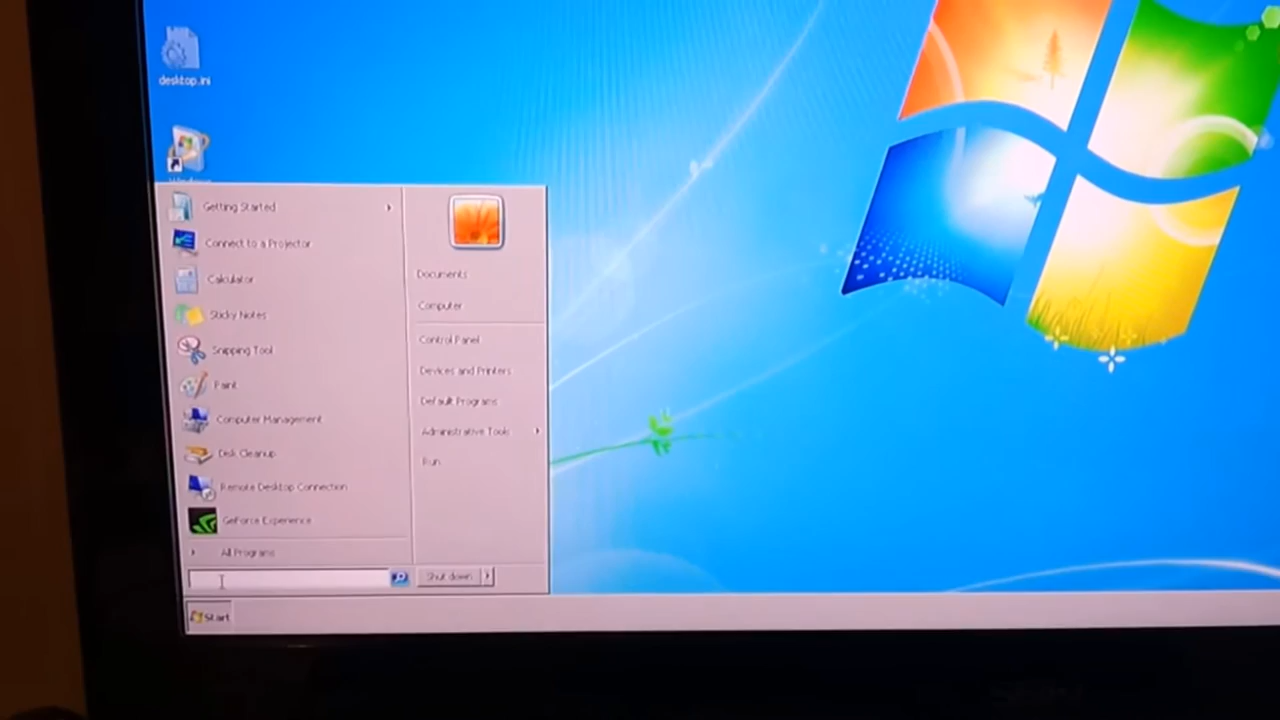 desktop.ini
Getting Started
Connect to a Projector
Calculator
Sticky Notes
Snipping Tool
Paint
Computer Management
Disk Cleanup
Remote Desktop Connection
GeForce Experience
All Programs
Documents
Computer
Control Panel
Devices and Printers
Default Programs
Administrative Tools
Run
Shut down
Start